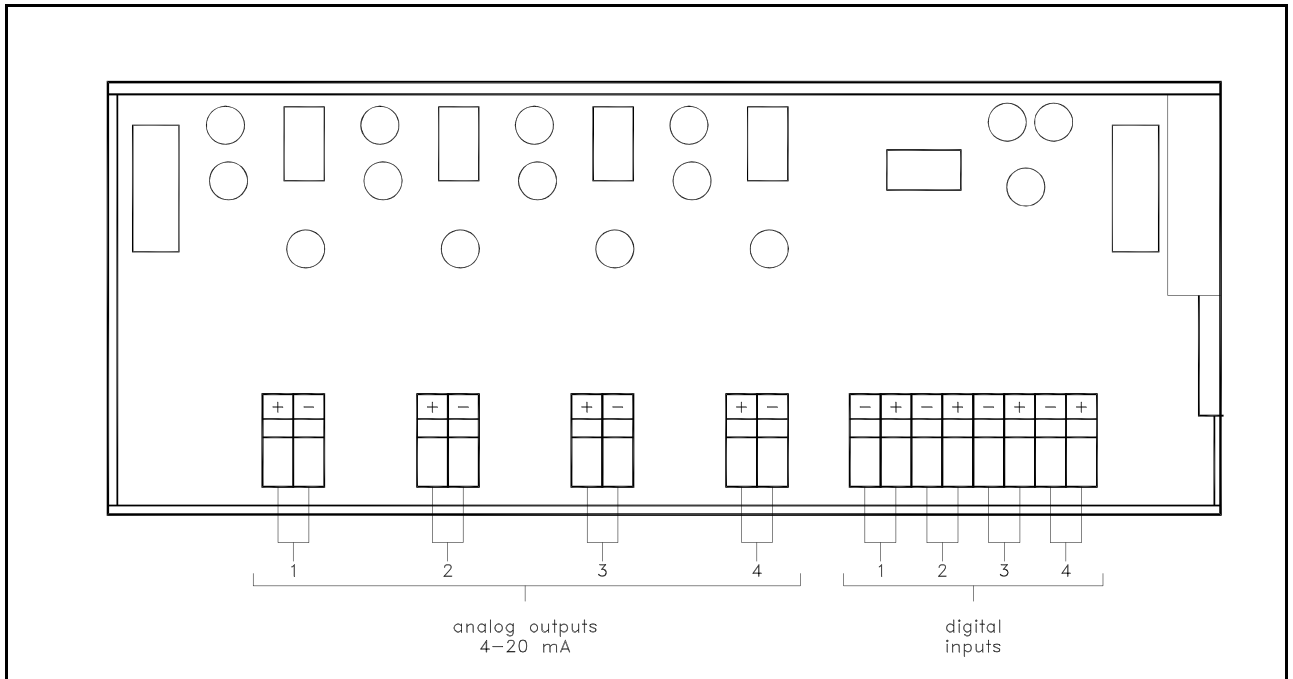 + − + − + − + − − + − + − + − +
1 2 3 4 1 2 3 4
analog outputs
4−20 mA
digital
inputs